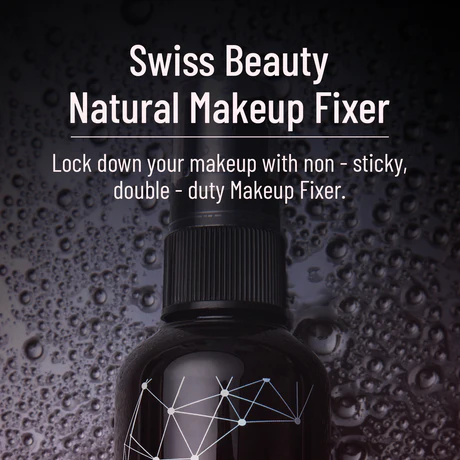 Swiss Beauty
Natural Makeup Fixer
Lock down your makeup with non - sticky,
double - duty Makeup Fixer.